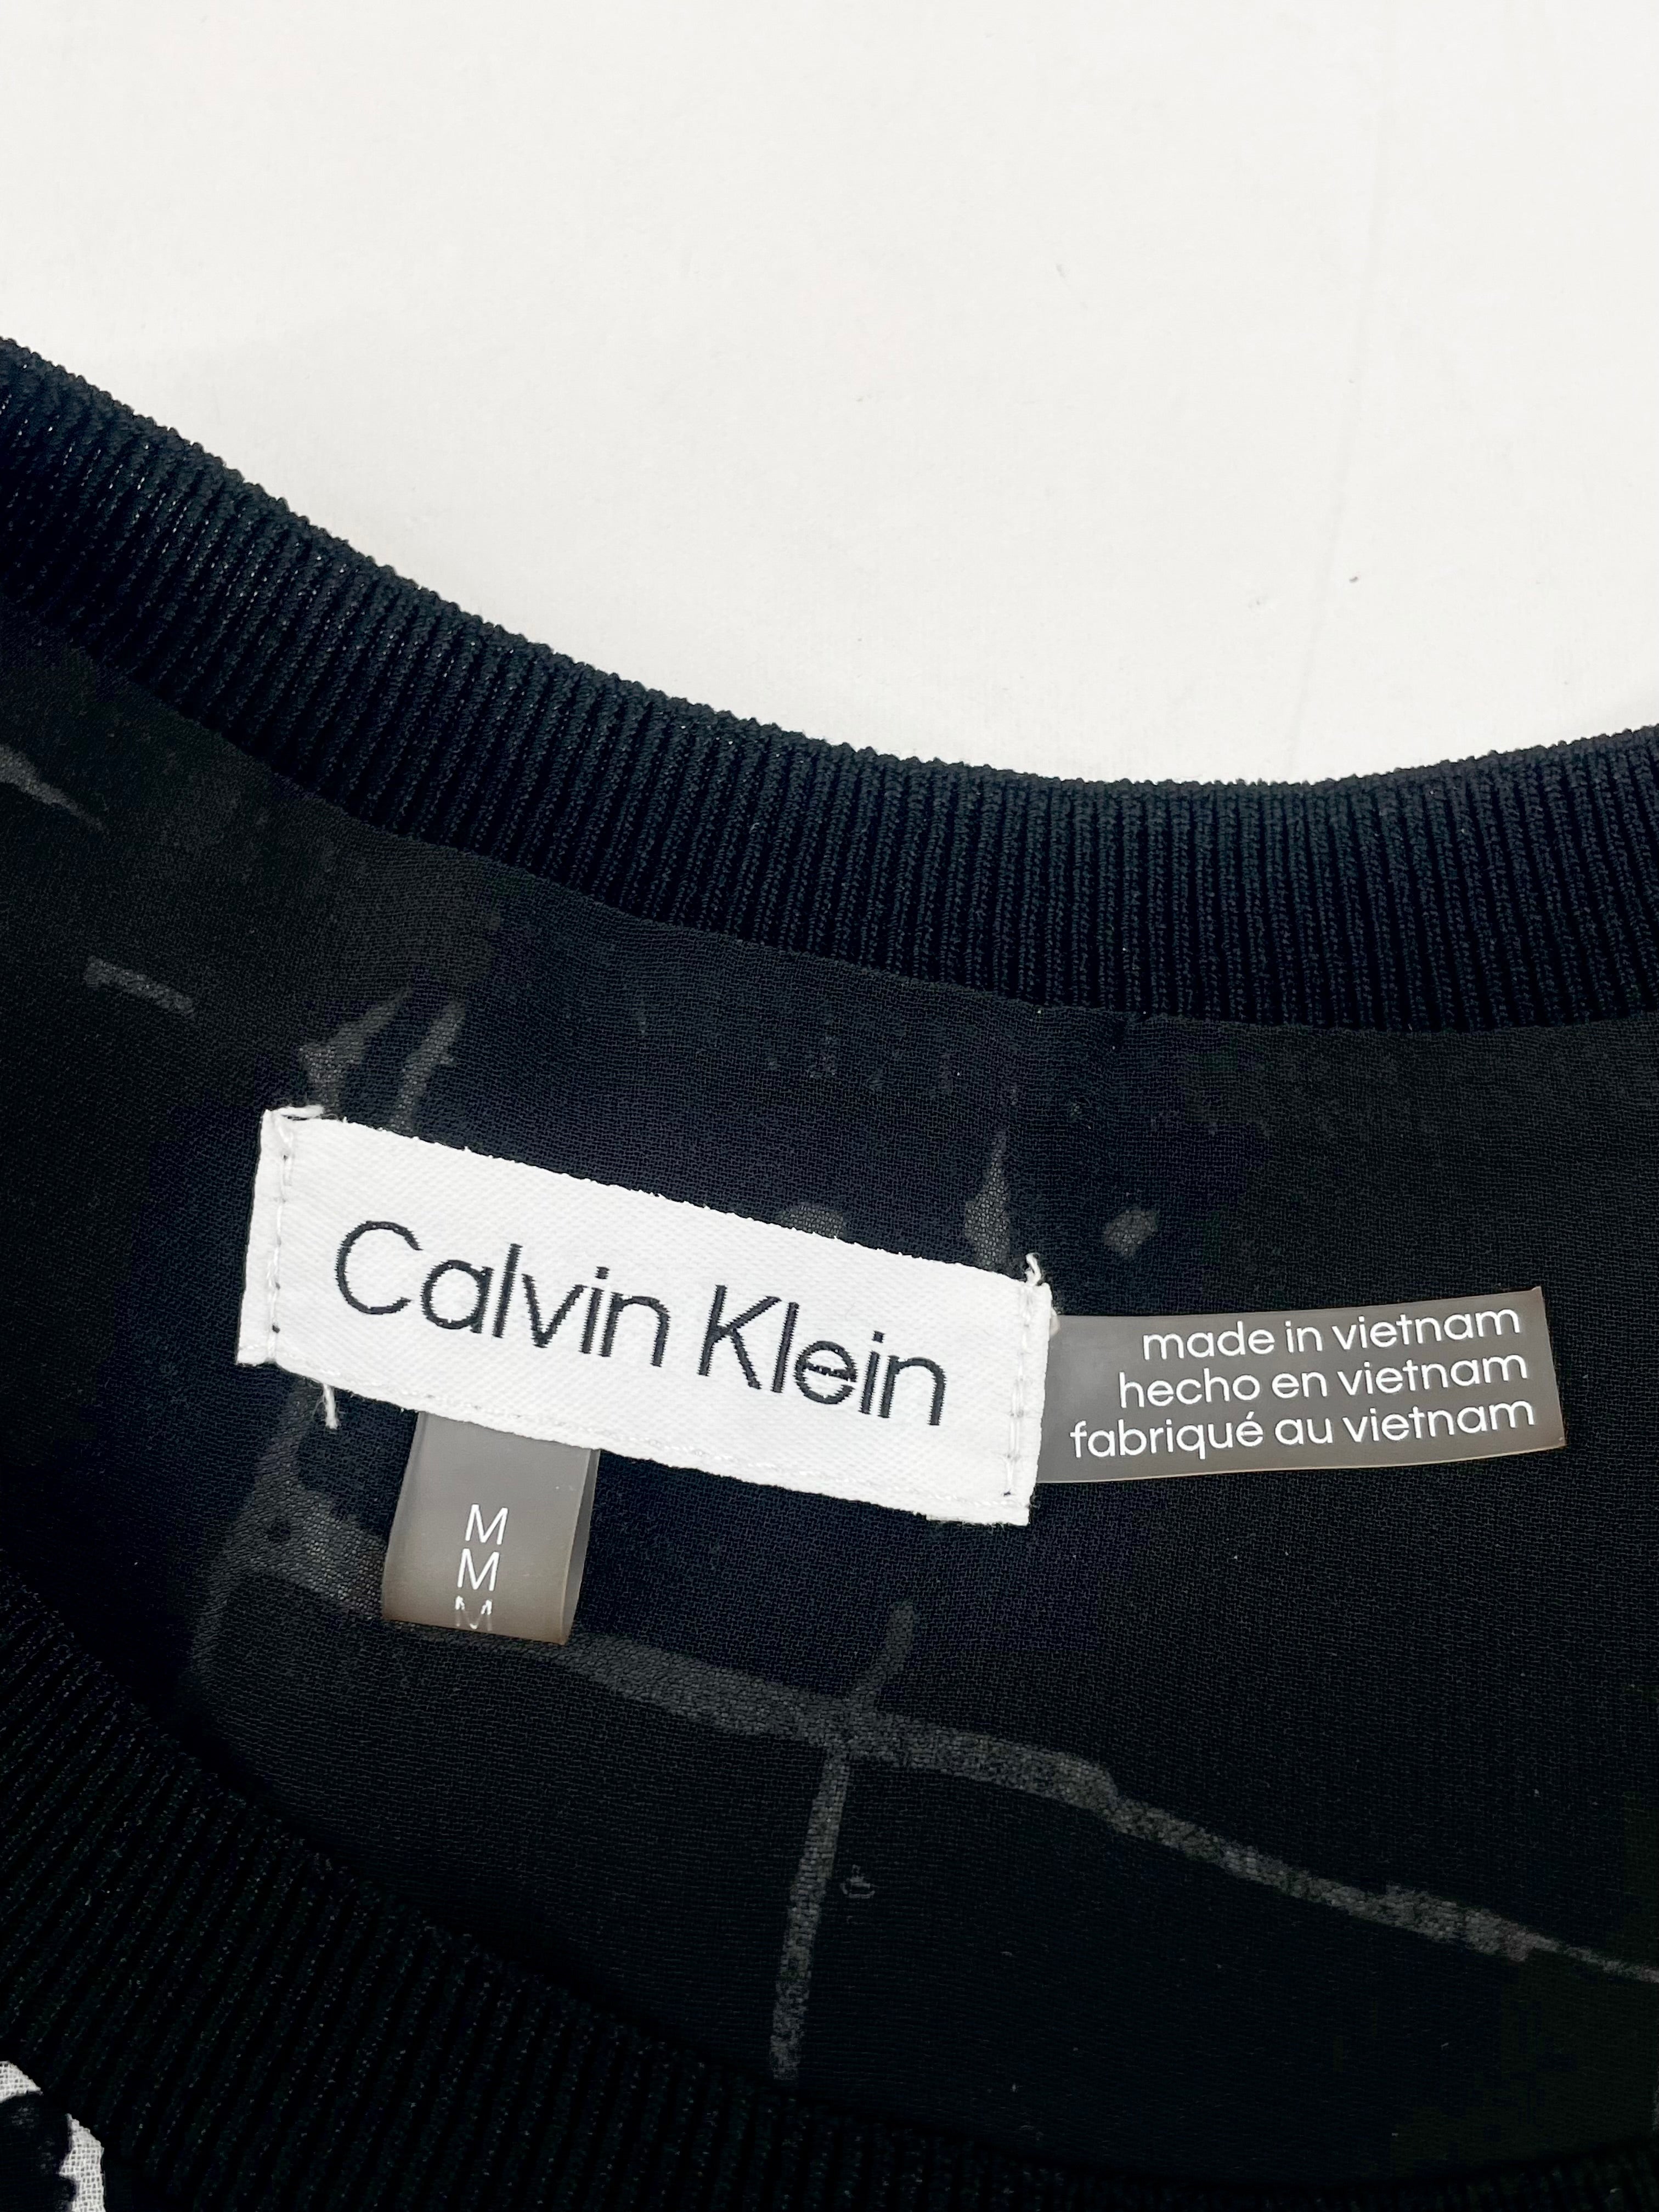 Calvin Klein
made in vietnam
hecho en vietnam
fabriqué au vietnam
M
M
M